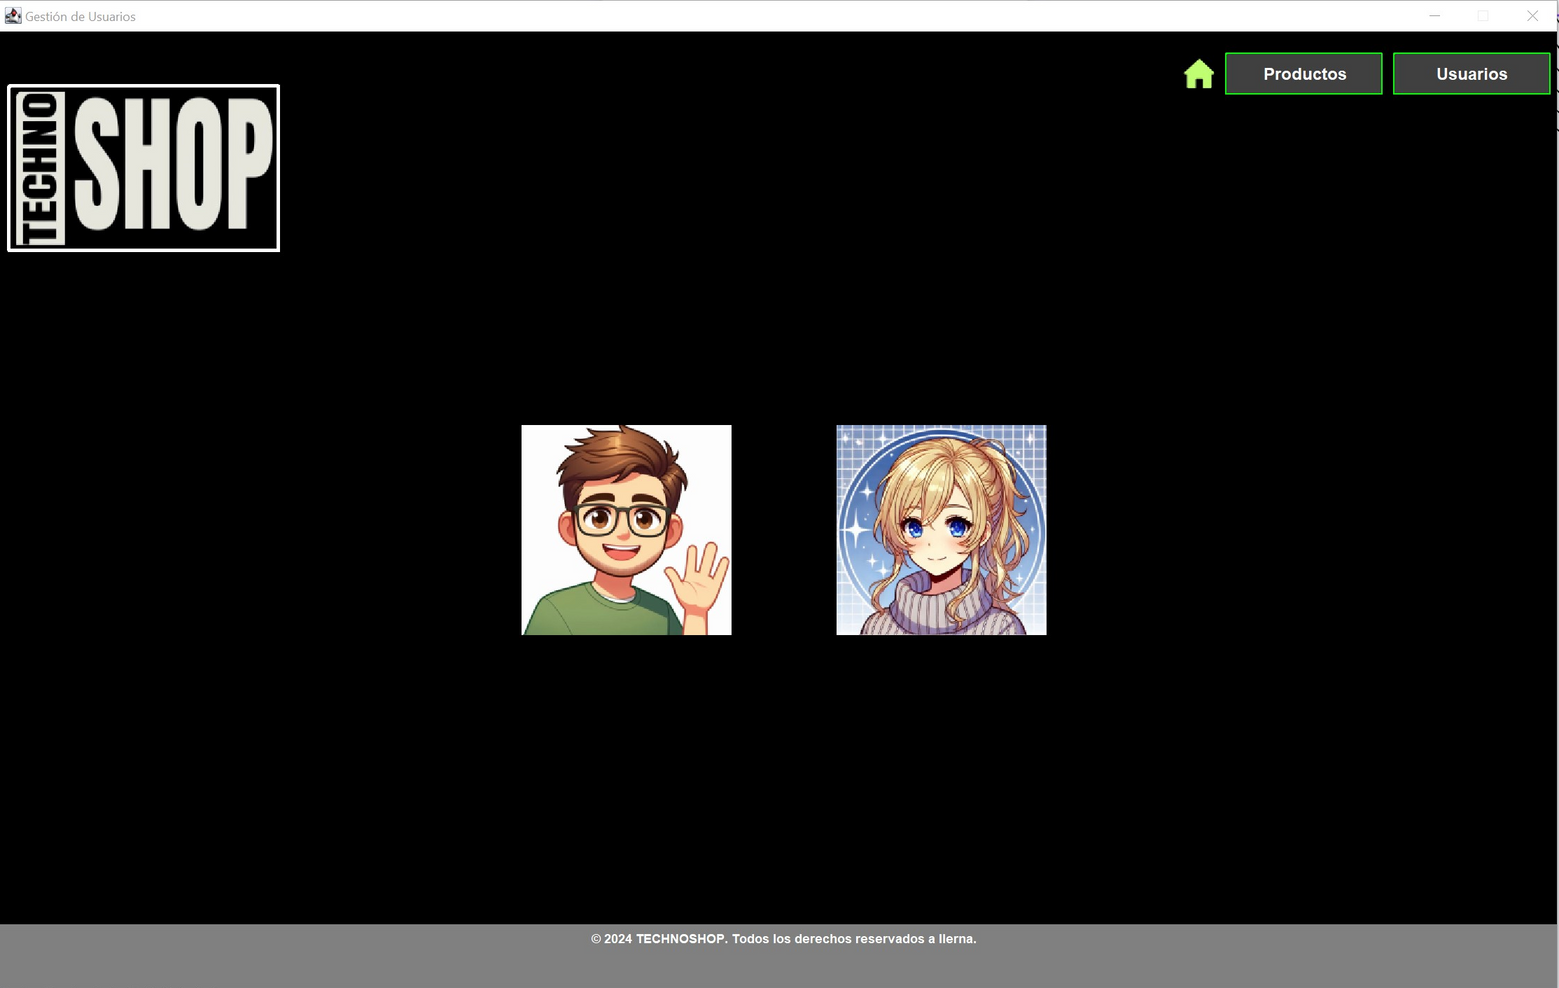 Gestión de Usuarios
Productos
Usuarios
TECHNO
SHOP
© 2024 TECHNOSHOP. Todos los derechos reservados a Ilerna.